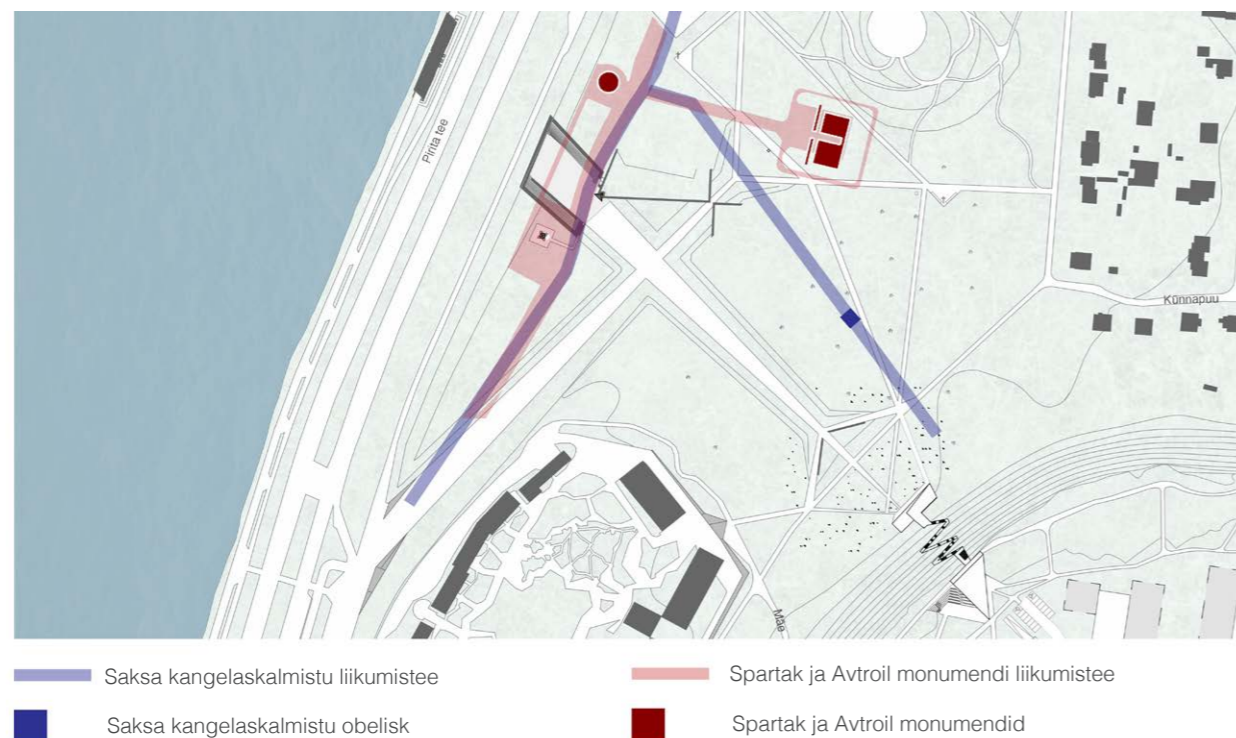 Pirita tee
Künnapuu
Mäe
Saksa kangelaskalmistu liikumistee
Spartak ja Avtroil monumendi liikumistee
Saksa kangelaskalmistu obelisk
Spartak ja Avtroil monumendid